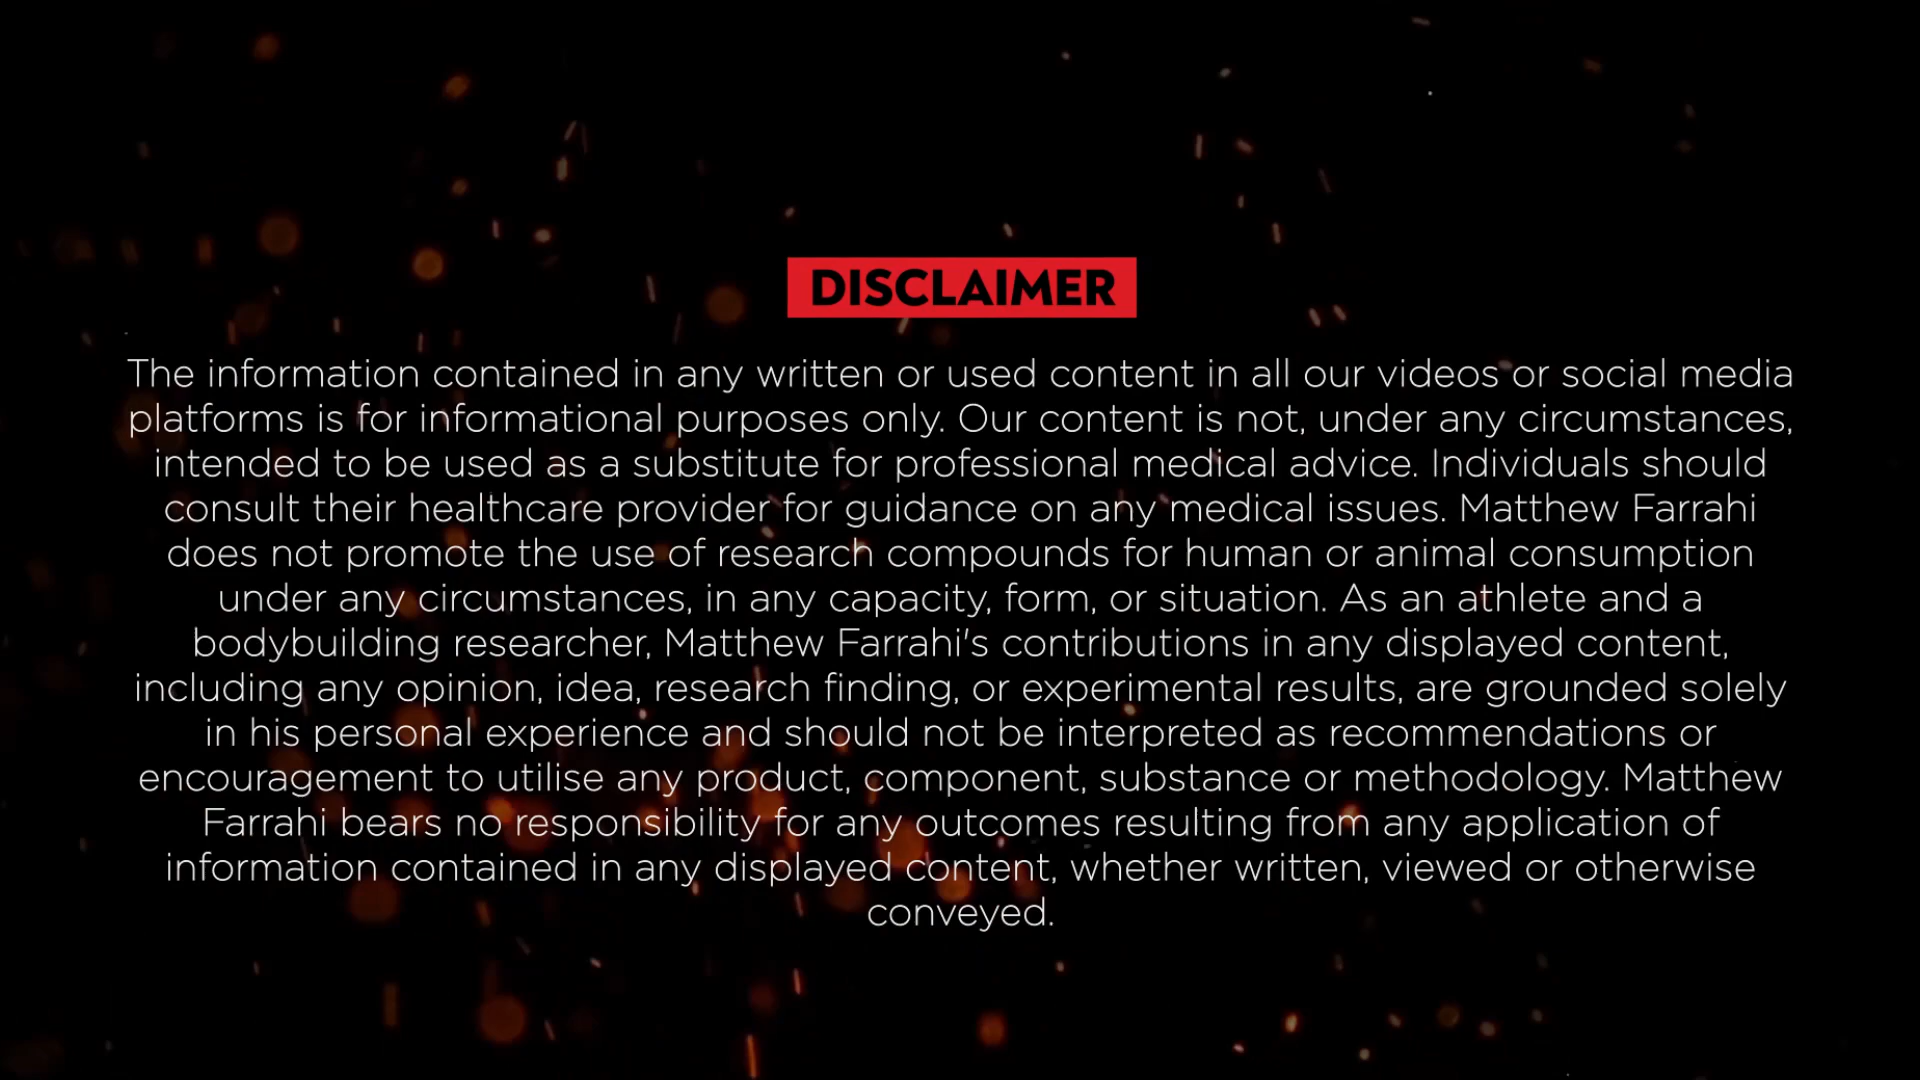 DISCLAIMER
The information contained in any written or used content in all our videos or social media
platforms is for informational purposes only. Our content is not, under any circumstances,
intended to be used as a substitute for professional medical advice. Individuals should
consult their healthcare provider for guidance on any medical issues. Matthew Farrahi
does not promote the use of research compounds for human or animal consumption
under any circumstances, in any capacity, form, or situation. As an athlete and a
bodybuilding researcher, Matthew Farrahi's contributions in any displayed content,
including any opinion, idea, research finding, or experimental results, are grounded solely
in his personal experience and should not be interpreted as recommendations or
encouragement to utilise any product, component, substance or methodology. Matthew
Farrahi bears no responsibility for any outcomes resulting from any application of
information contained in any displayed content, whether written, viewed or otherwise
conveyed.